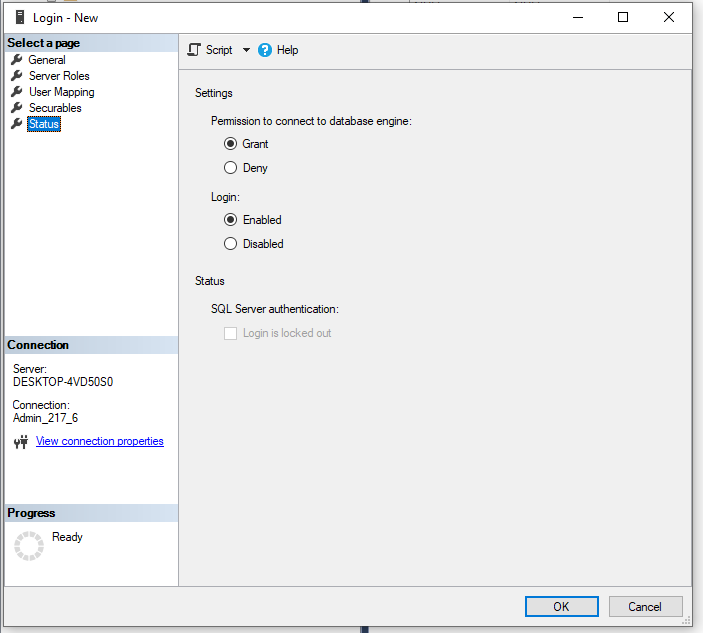 Login - New
Select a page
General
Server Roles
User Mapping
Securables
Status
Script
Help
Settings
Permission to connect to database engine:
Grant
Deny
Login:
Enabled
Disabled
Status
SQL Server authentication:
Login is locked out
Connection
Server:
DESKTOP-4VD50S0
Connection:
Admin_217_6
View connection properties
Progress
Ready
OK
Cancel